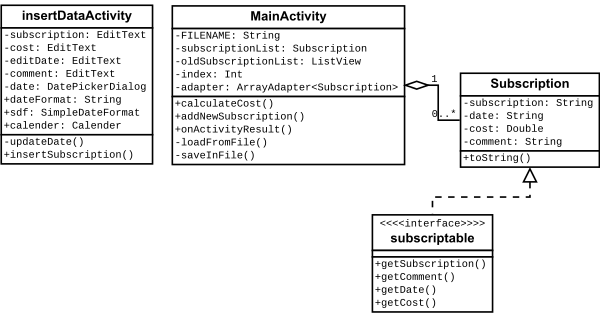 insertDataActivity
-subscription: EditText
-cost: EditText
-editDate: EditText
-comment: EditText
-date: DatePickerDialog
+dateFormat: String
+sdf: SimpleDateFormat
+calender: Calender
-updateDate()
+insertSubscription()
MainActivity
-FILENAME: String
-subscriptionList: Subscription
-oldSubscriptionList: ListView
-index: Int
-adapter: ArrayAdapter<Subscription>
+calculateCost()
+addNewSubscription()
+onActivityResult()
-loadFromFile()
-saveInFile()
1
0..*
Subscription
-subscription: String
-date: String
-cost: Double
-comment: String
+toString()
<<<<interface>>>>
subscriptable
+getSubscription()
+getComment()
+getDate()
+getCost()